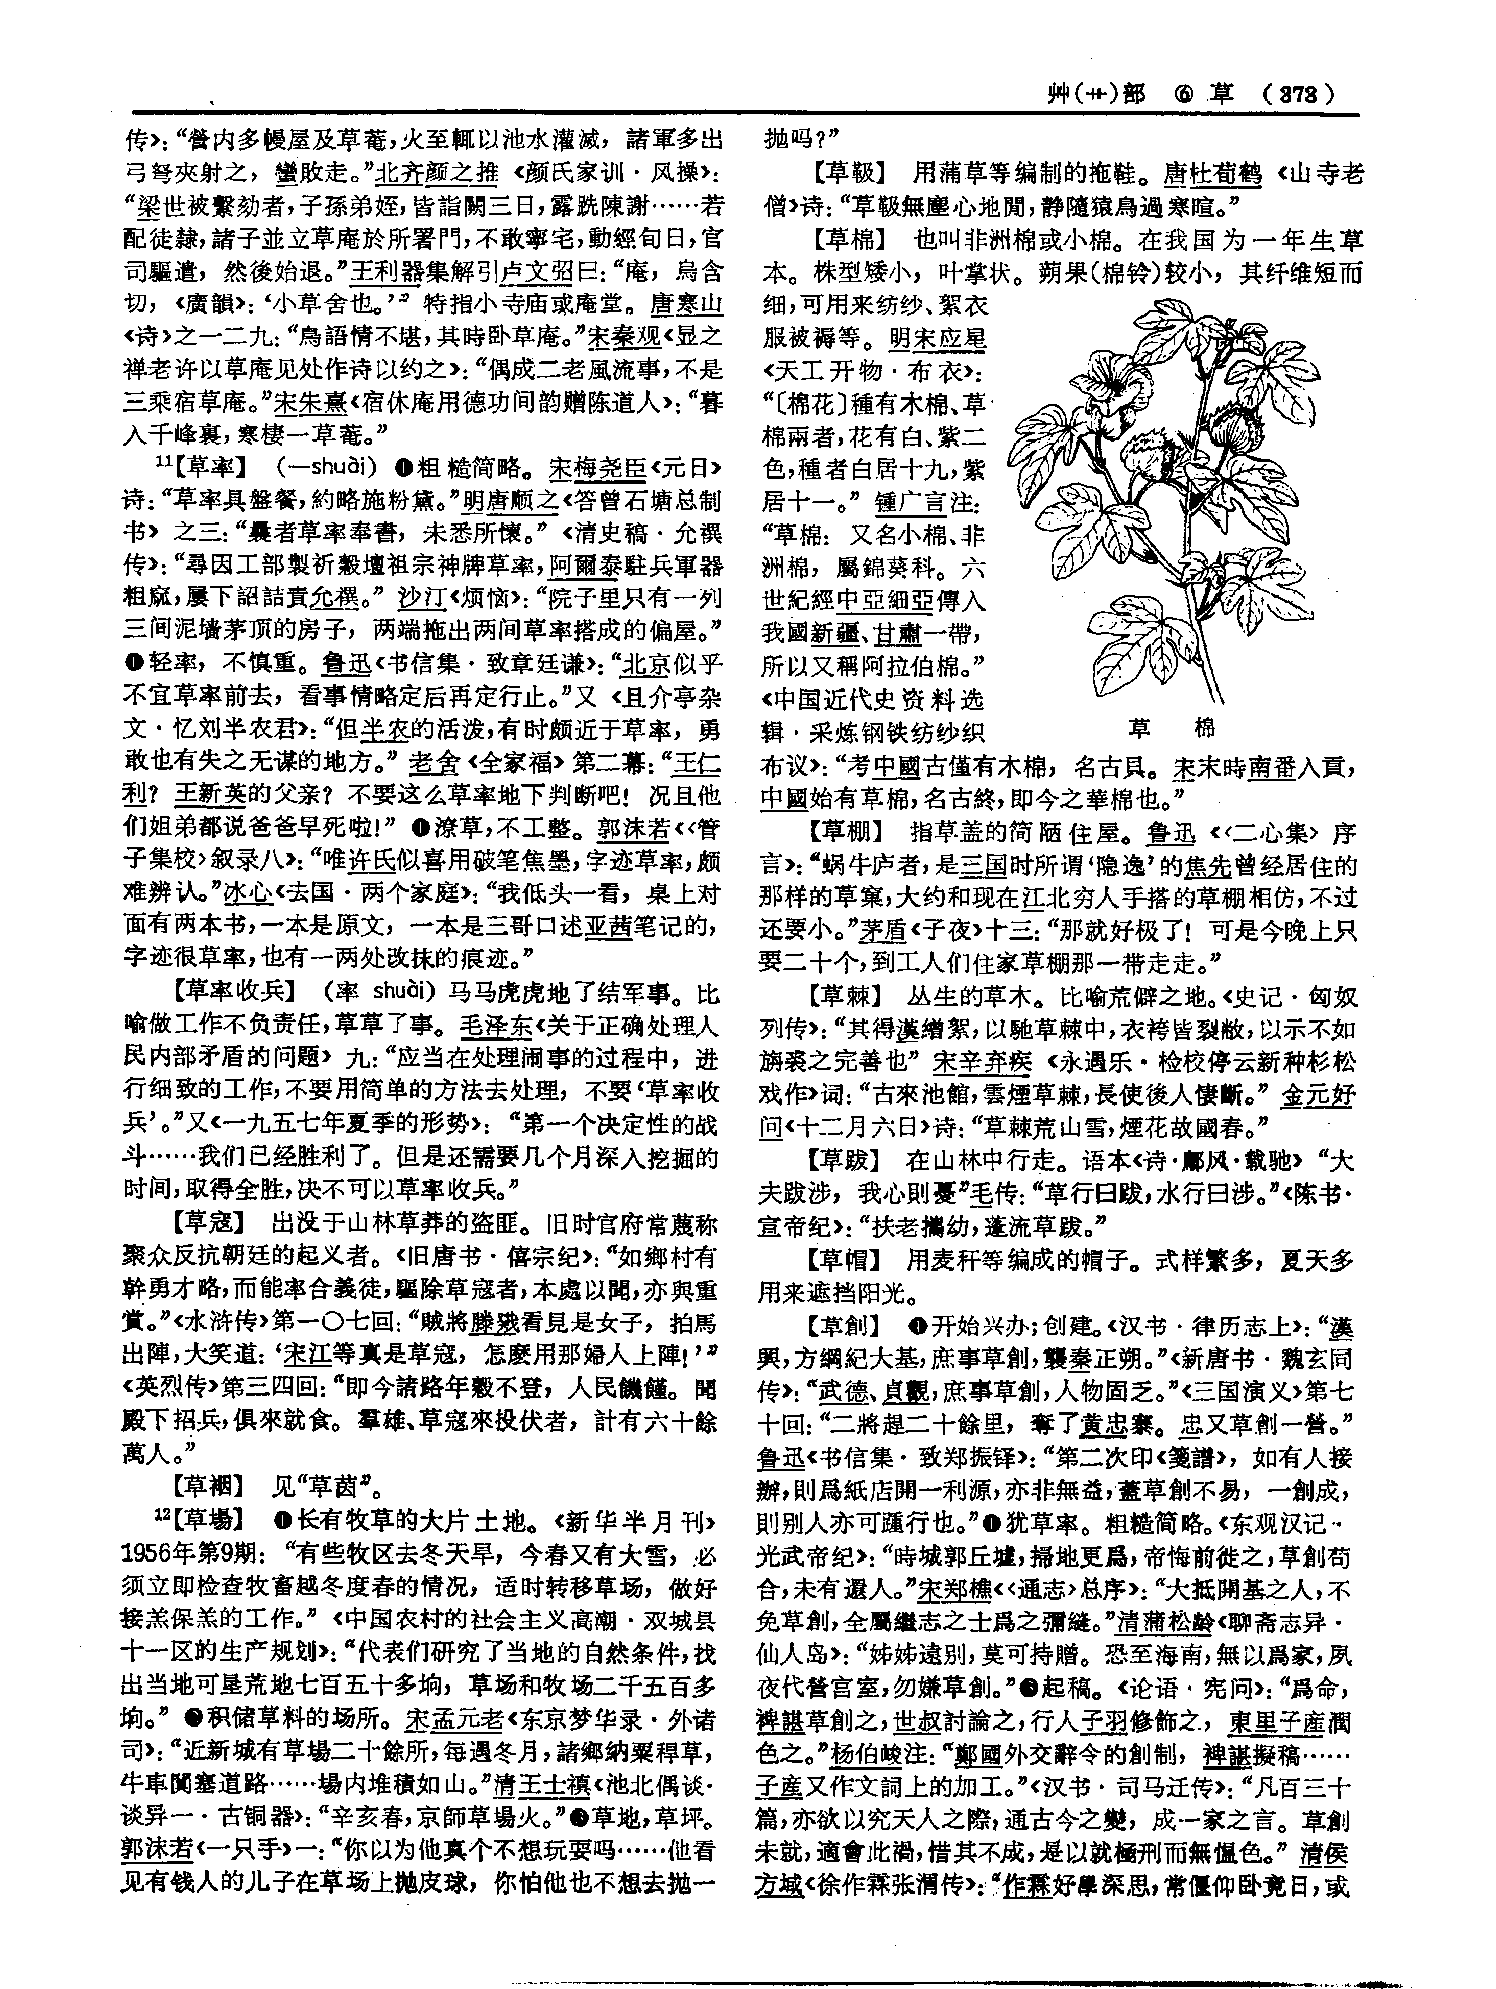 艸(艹)部 ⑥ 草 (373)
传》：“營内多幔屋及草菴，火至輒以池水灌滅，諸軍多出
弓弩夾射之，蠻敗走。”北齐颜之推《颜氏家训·风操》：
“梁世被繫劾者，子孫弟姪，皆詣闕三日，露跣陳謝……若
配徒隸，諸子並立草庵於所署門，不敢寧宅，動經旬日，官
司驅遣，然後始退。”王利器集解引卢文弨曰：“庵，烏含
切，《廣韻》：‘小草舍也。’” 特指小寺庙或庵堂。唐寒山
《诗》之一二九：“鳥語情不堪，其時卧草庵。”宋秦观《显之
禅老许以草庵见处作诗以约之》：“偶成二老風流事，不是
三乘宿草庵。”宋朱熹《宿休庵用德功间韵赠陈道人》：“暮
入千峰裏，寒棲一草菴。”
11【草率】 （—shuài）❶粗糙简略。宋梅尧臣《元日》
诗：“草率具盤餐，約略施粉黛。”明唐顺之《答曾石塘总制
书》之三：“曩者草率奉書，未悉所懷。”《清史稿·允禩
传》：“尋因工部製祈穀壇祖宗神牌草率，阿爾泰駐兵軍器
粗窳，屢下詔詰責允禩。” 沙汀《烦恼》：“院子里只有一列
三间泥墙茅顶的房子，两端拖出两间草率搭成的偏屋。”
❷轻率，不慎重。鲁迅《书信集·致章廷谦》：“北京似乎
不宜草率前去，看事情略定后再定行止。”又《且介亭杂
文·忆刘半农君》：“但半农的活泼，有时颇近于草率，勇
敢也有失之无谋的地方。” 老舍《全家福》第二幕：“王仁
利？王新英的父亲？不要这么草率地下判断吧！况且他
们姐弟都说爸爸早死啦！” ❸潦草，不工整。郭沫若《〈管
子集校〉叙录八》：“唯许氏似喜用破笔焦墨，字迹草率，颇
难辨认。”冰心《去国·两个家庭》：“我低头一看，桌上对
面有两本书，一本是原文，一本是三哥口述亚茜笔记的，
字迹很草率，也有一两处改抹的痕迹。”
【草率收兵】 （率 shuài）马马虎虎地了结军事。比
喻做工作不负责任，草草了事。毛泽东《关于正确处理人
民内部矛盾的问题》九：“应当在处理闹事的过程中，进
行细致的工作，不要用简单的方法去处理，不要‘草率收
兵’。”又《一九五七年夏季的形势》：“第一个决定性的战
斗……我们已经胜利了。但是还需要几个月深入挖掘的
时间，取得全胜，决不可以草率收兵。”
【草寇】 出没于山林草莽的盗匪。旧时官府常蔑称
聚众反抗朝廷的起义者。《旧唐书·僖宗纪》：“如鄉村有
幹勇才略，而能率合義徒，驅除草寇者，本處以聞，亦與重
賞。”《水浒传》第一〇七回：“賊將滕戣看見是女子，拍馬
出陣，大笑道：‘宋江等真是草寇，怎麽用那婦人上陣！’”
《英烈传》第三四回：“即今諸路年穀不登，人民饑饉。聞
殿下招兵，俱來就食。羣雄、草寇來投伏者，計有六十餘
萬人。”
【草裀】 见“草茵”。
12【草場】 ❶长有牧草的大片土地。《新华半月刊》
1956年第9期：“有些牧区去冬天旱，今春又有大雪，必
须立即检查牧畜越冬度春的情况，适时转移草场，做好
接羔保羔的工作。”《中国农村的社会主义高潮·双城县
十一区的生产规划》：“代表们研究了当地的自然条件，找
出当地可垦荒地七百五十多垧，草场和牧场二千五百多
垧。” ❷积储草料的场所。宋孟元老《东京梦华录·外诸
司》：“近新城有草場二十餘所，每遇冬月，諸鄉納粟稈草，
牛車闐塞道路……場内堆積如山。”清王士禛《池北偶谈·
谈异一·古铜器》：“辛亥春，京師草場火。”❸草地，草坪。
郭沫若《一只手》一：“你以为他真个不想玩耍吗……他看
见有钱人的儿子在草场上抛皮球，你怕他也不想去抛一
抛吗？”
【草靸】 用蒲草等编制的拖鞋。唐杜荀鹤《山寺老
僧》诗：“草靸無塵心地閒，静隨猿鳥過寒暄。”
【草棉】 也叫非洲棉或小棉。在我国为一年生草
本。株型矮小，叶掌状。蒴果（棉铃）较小，其纤维短而
细，可用来纺纱、絮衣
服被褥等。明宋应星
《天工开物·布衣》：
“〔棉花〕種有木棉、草
棉兩者，花有白、紫二
色，種者白居十九，紫
居十一。”锺广言注：
“草棉：又名小棉、非
洲棉，屬錦葵科。六
世紀經中亞細亞傳入
我國新疆、甘肅一帶，
所以又稱阿拉伯棉。”
《中国近代史资料选
辑·采炼钢铁纺纱织
草 棉
布议》：“考中國古僅有木棉，名古貝。宋末時南番入貢，
中國始有草棉，名古終，即今之華棉也。”
【草棚】 指草盖的简陋住屋。鲁迅《〈二心集〉序
言》：“蜗牛庐者，是三国时所谓‘隐逸’的焦先曾经居住的
那样的草窠，大约和现在江北穷人手搭的草棚相仿，不过
还要小。”茅盾《子夜》十三：“那就好极了！可是今晚上只
要二十个，到工人们住家草棚那一带走走。”
【草棘】 丛生的草木。比喻荒僻之地。《史记·匈奴
列传》：“其得漢繒絮，以馳草棘中，衣袴皆裂敝，以示不如
旃裘之完善也” 宋辛弃疾《永遇乐·检校停云新种杉松
戏作》词：“古來池館，雲煙草棘，長使後人悽斷。” 金元好
问《十二月六日》诗：“草棘荒山雪，煙花故國春。”
【草跋】 在山林中行走。语本《诗·鄘风·载驰》“大
夫跋涉，我心則憂”毛传：“草行曰跋，水行曰涉。”《陈书·
宣帝纪》：“扶老攜幼，蓬流草跋。”
【草帽】 用麦秆等编成的帽子。式样繁多，夏天多
用来遮挡阳光。
【草創】 ❶开始兴办；创建。《汉书·律历志上》：“漢
興，方綱紀大基，庶事草創，襲秦正朔。”《新唐书·魏玄同
传》：“武德、貞觀，庶事草創，人物固乏。”《三国演义》第七
十回：“二將趕二十餘里，奪了黄忠寨。忠又草創一營。”
鲁迅《书信集·致郑振铎》：“第二次印《箋譜》，如有人接
辦，則爲紙店開一利源，亦非無益，蓋草創不易，一創成，
則别人亦可踵行也。”❷犹草率。粗糙简略。《东观汉记·
光武帝纪》：“時城郭丘墟，掃地更爲，帝悔前徙之，草創苟
合，未有還人。”宋郑樵《〈通志〉总序》：“大抵開基之人，不
免草創，全屬繼志之士爲之彌縫。”清蒲松龄《聊斋志异·
仙人岛》：“姊姊遠别，莫可持贈。恐至海南，無以爲家，夙
夜代營宫室，勿嫌草創。”❸起稿。《论语·宪问》：“爲命，
裨諶草創之，世叔討論之，行人子羽修飾之，東里子產潤
色之。”杨伯峻注：“鄭國外交辭令的創制，裨諶擬稿……
子産又作文詞上的加工。”《汉书·司马迁传》：“凡百三十
篇，亦欲以究天人之際，通古今之變，成一家之言。草創
未就，適會此禍，惜其不成，是以就極刑而無愠色。” 清侯
方域《徐作霖张渭传》：“作霖好學深思，常偃仰卧竟日，或